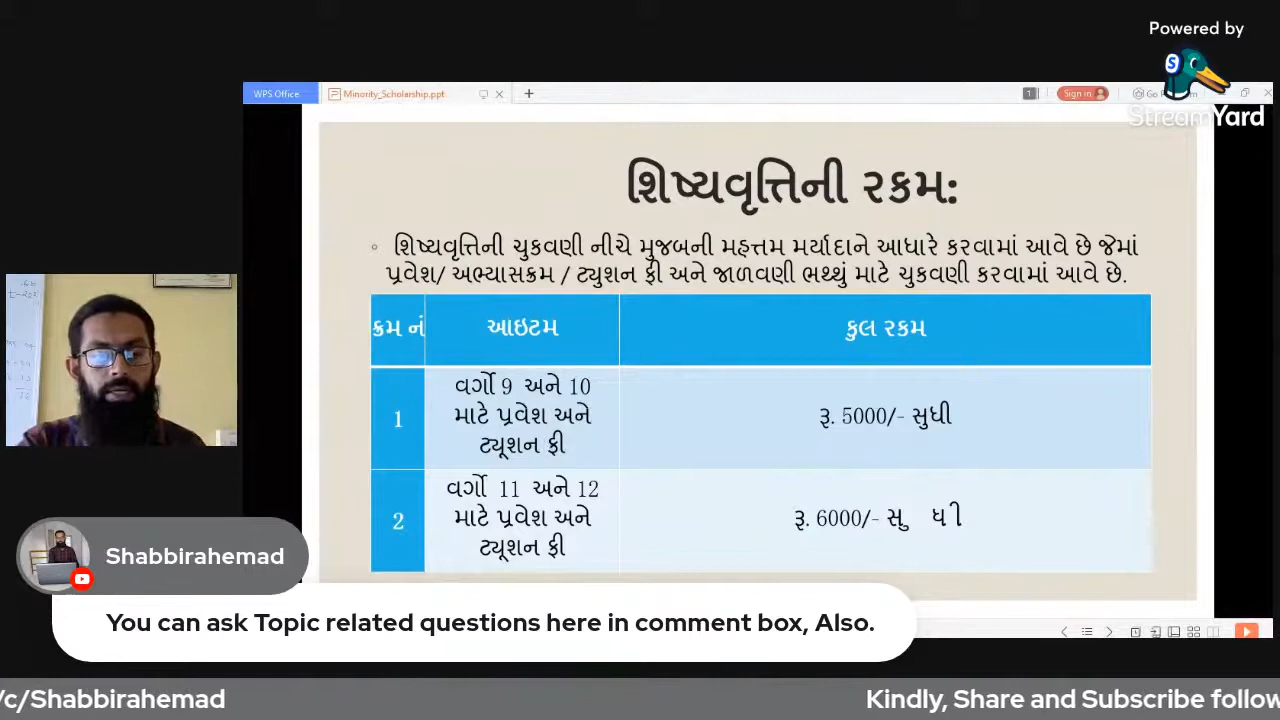 Powered by
StreamYard
WPS Office
Minority_Scholarship.ppt
Sign in
Go
શિષ્યવૃત્તિની રકમ:
શિષ્યવૃત્તિની ચુકવણી નીચે મુજબની મહત્તમ મર્યાદાને આધારે કરવામાં આવે છે જેમાં
પ્રવેશ/ અભ્યાસક્રમ / ટ્યુશન ફી અને જાળવણી ભથ્થું માટે ચુકવણી કરવામાં આવે છે.
ક્રમ નં
આઇટમ
કુલ રકમ
1
વર્ગો 9 અને 10
માટે પ્રવેશ અને
ટ્યૂશન ફી
રૂ. 5000/- સુધી
2
વર્ગો 11 અને 12
માટે પ્રવેશ અને
ટ્યૂશન ફી
રૂ. 6000/- સુધી
Shabbirahemad
You can ask Topic related questions here in comment box, Also.
/c/Shabbirahemad
Kindly, Share and Subscribe follow